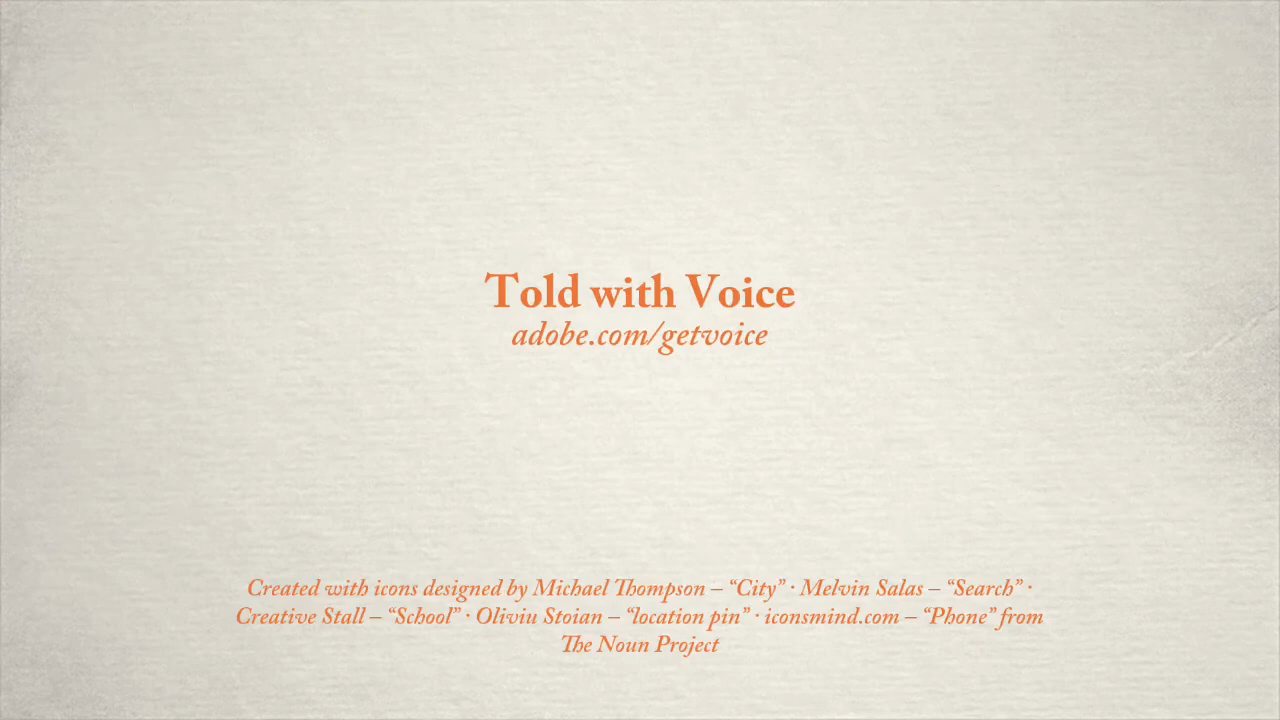 Told with Voice
adobe.com/getvoice
Created with icons designed by Michael Thompson – “City” · Melvin Salas – “Search” ·
Creative Stall – “School” · Oliviu Stoian – “location pin” · iconsmind.com – “Phone” from
The Noun Project